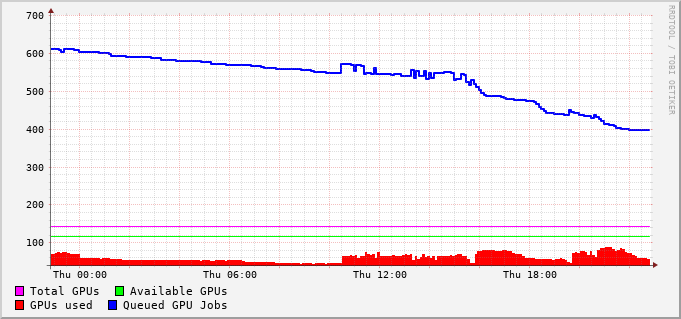 700
600
500
400
300
200
100
Thu 00:00 Thu 06:00 Thu 12:00 Thu 18:00
Total GPUs Available GPUs
GPUs used Queued GPU Jobs
RRDTOOL / TOBI OETIKER